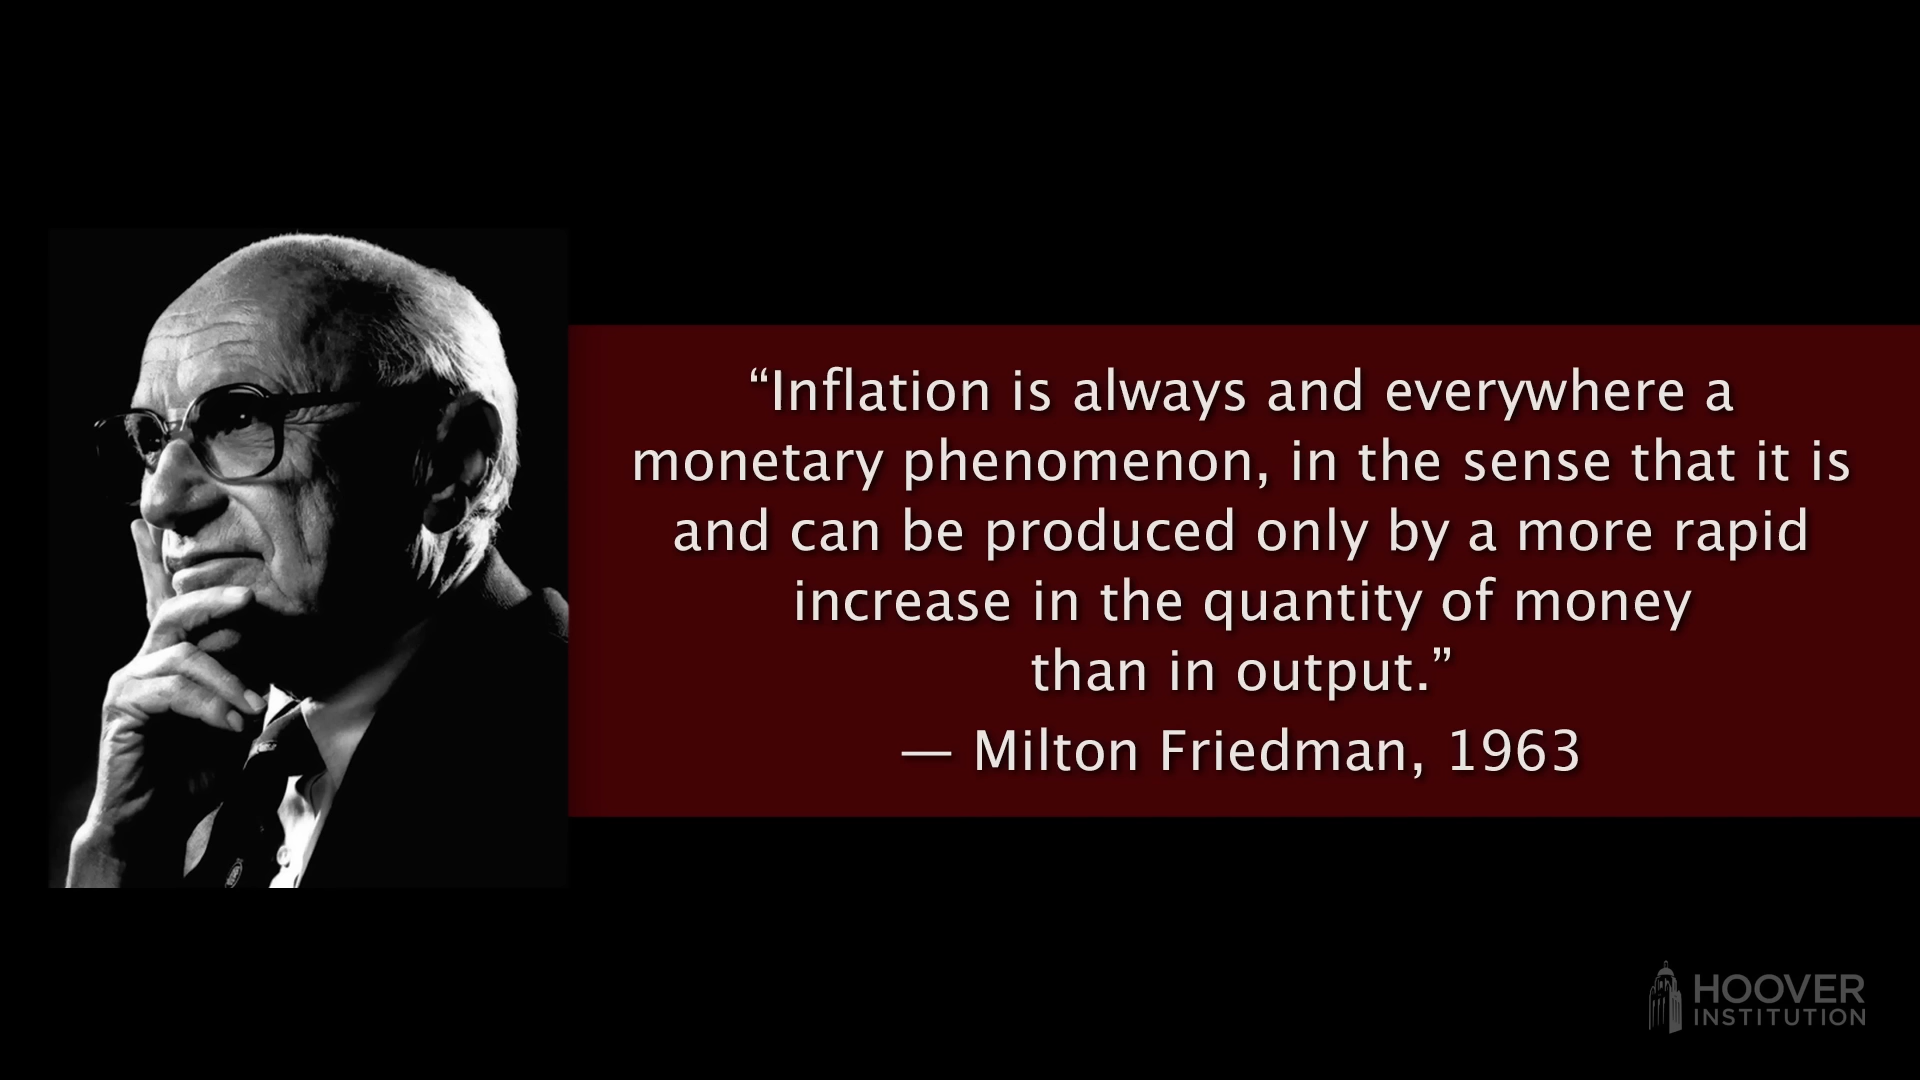 “Inflation is always and everywhere a
monetary phenomenon, in the sense that it is
and can be produced only by a more rapid
increase in the quantity of money
than in output.”
— Milton Friedman, 1963
HOOVER
INSTITUTION